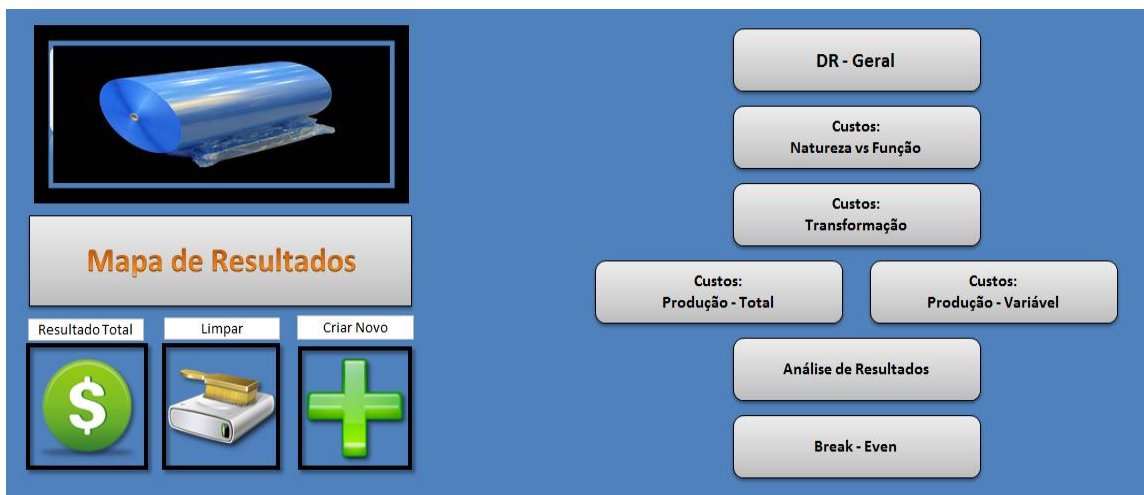 Mapa de Resultados
Resultado Total
Limpar
Criar Novo
$
DR - Geral
Custos:
Natureza vs Função
Custos:
Transformação
Custos:
Produção - Total
Custos:
Produção - Variável
Análise de Resultados
Break - Even